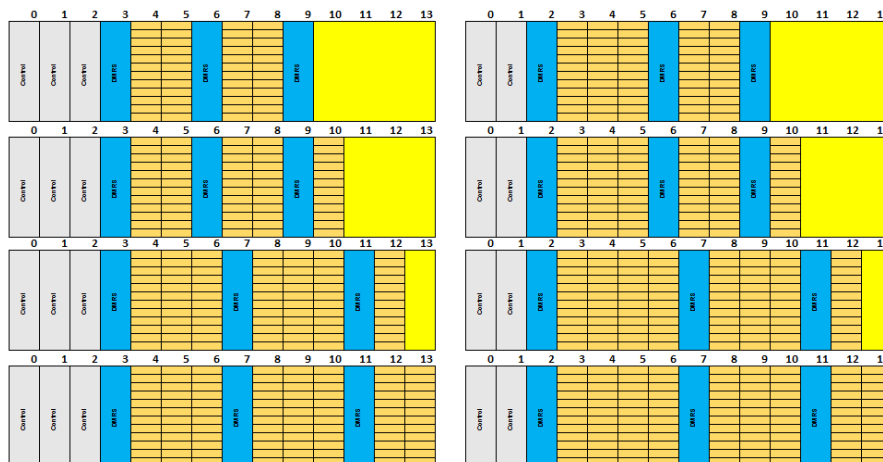 0 1 2 3 4 5 6 7 8 9 10 11 12 13 0 1 2 3 4 5 6 7 8 9 10 11 12 1
Control Control Control DMRS DMRS DMRS Control Control DMRS DMRS DMRS
0 1 2 3 4 5 6 7 8 9 10 11 12 13 0 1 2 3 4 5 6 7 8 9 10 11 12 1
Control Control Control DMRS DMRS DMRS Control Control DMRS DMRS DMRS
0 1 2 3 4 5 6 7 8 9 10 11 12 13 0 1 2 3 4 5 6 7 8 9 10 11 12 1
Control Control Control DMRS DMRS DMRS Control Control DMRS DMRS DMRS
0 1 2 3 4 5 6 7 8 9 10 11 12 13 0 1 2 3 4 5 6 7 8 9 10 11 12 1
Control Control Control DMRS DMRS DMRS Control Control DMRS DMRS DMRS